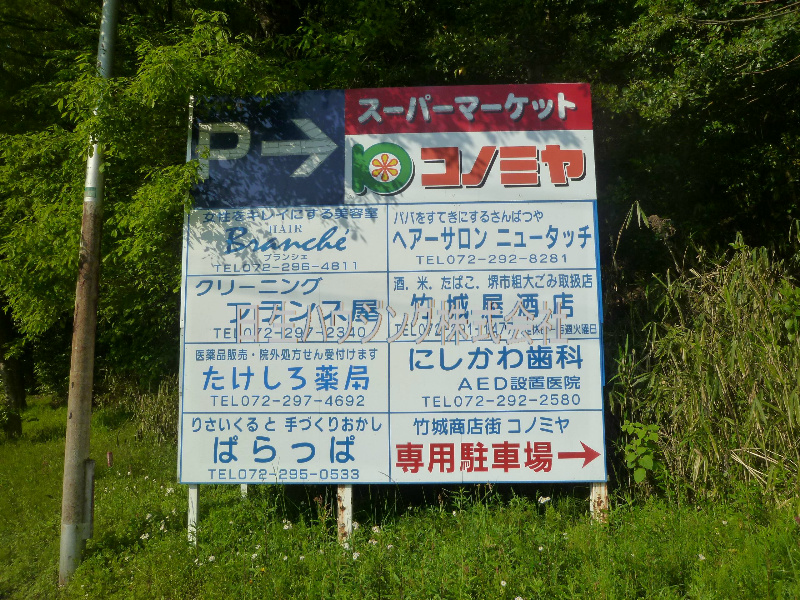 P→
スーパーマーケット
コノミヤ
女性をキレイにする美容室
HAIR
Branché
ブランシェ
TEL072-296-4811
パパをすてきにするさんぱつや
ヘアーサロン ニュータッチ
TEL072-292-8281
クリーニング
フランス屋
TEL072-297-2340
酒，米，たばこ、堺市粗大ごみ取扱店
竹城屋酒店
医薬品販売・院外処方せん受付けます
たけしろ薬局
TEL072-297-4692
にしかわ歯科
AED設置医院
TEL072-292-2580
りさいくると 手づくりおかし
ぱらっぱ
TEL072-295-0533
竹城商店街 コノミヤ
専用駐車場→